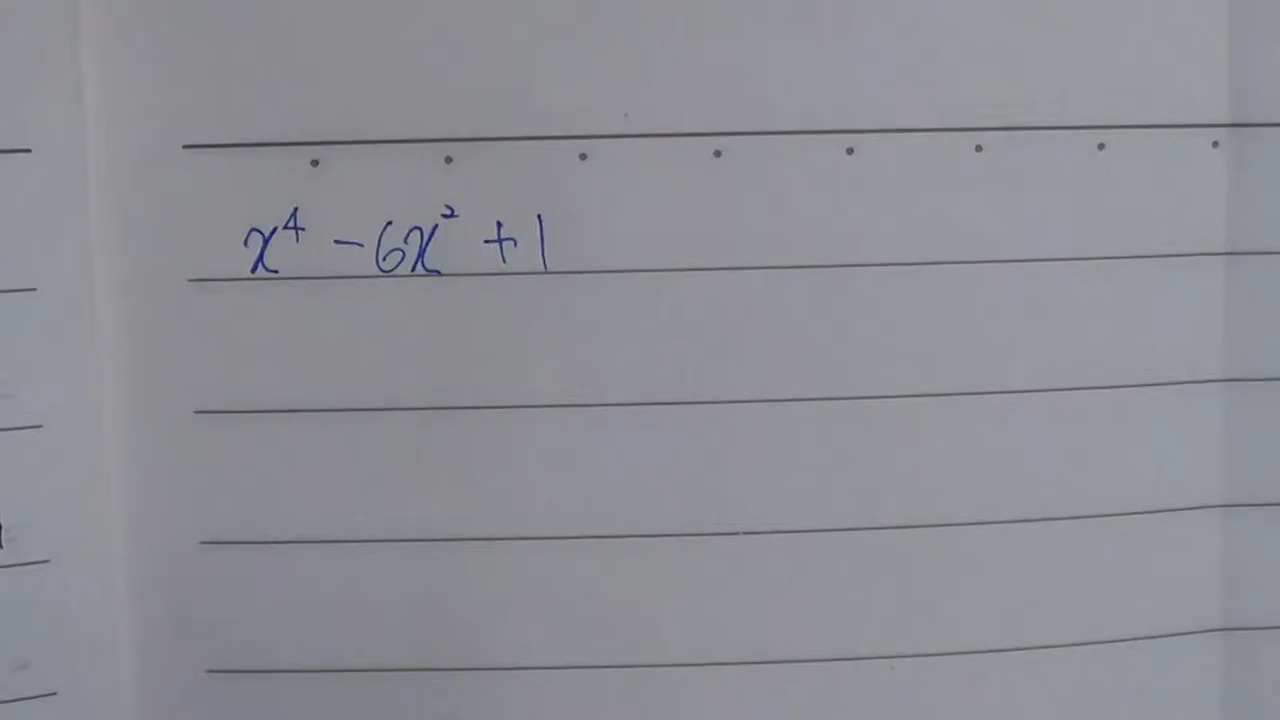 x⁴ - 6x² + 1